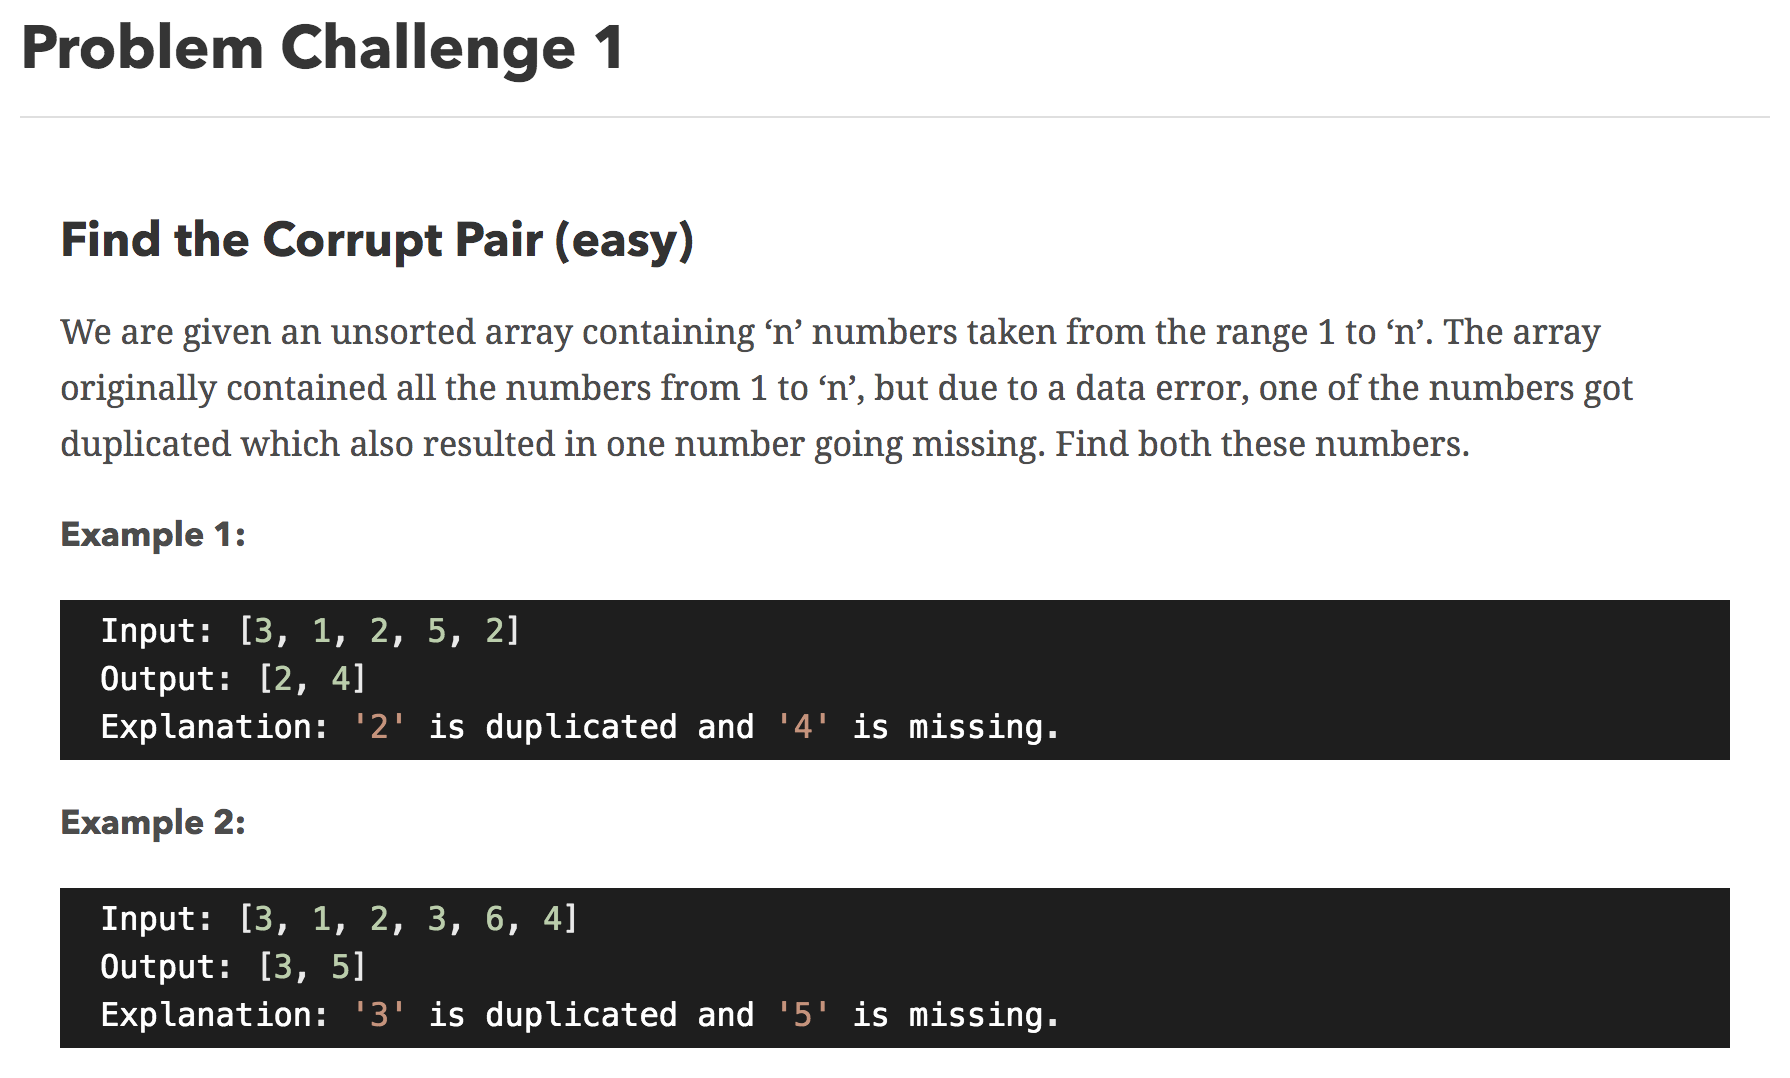 Problem Challenge 1
Find the Corrupt Pair (easy)
We are given an unsorted array containing ‘n’ numbers taken from the range 1 to ‘n’. The array
originally contained all the numbers from 1 to ‘n’, but due to a data error, one of the numbers got
duplicated which also resulted in one number going missing. Find both these numbers.
Example 1:
Input: [3, 1, 2, 5, 2]
Output: [2, 4]
Explanation: '2' is duplicated and '4' is missing.
Example 2:
Input: [3, 1, 2, 3, 6, 4]
Output: [3, 5]
Explanation: '3' is duplicated and '5' is missing.